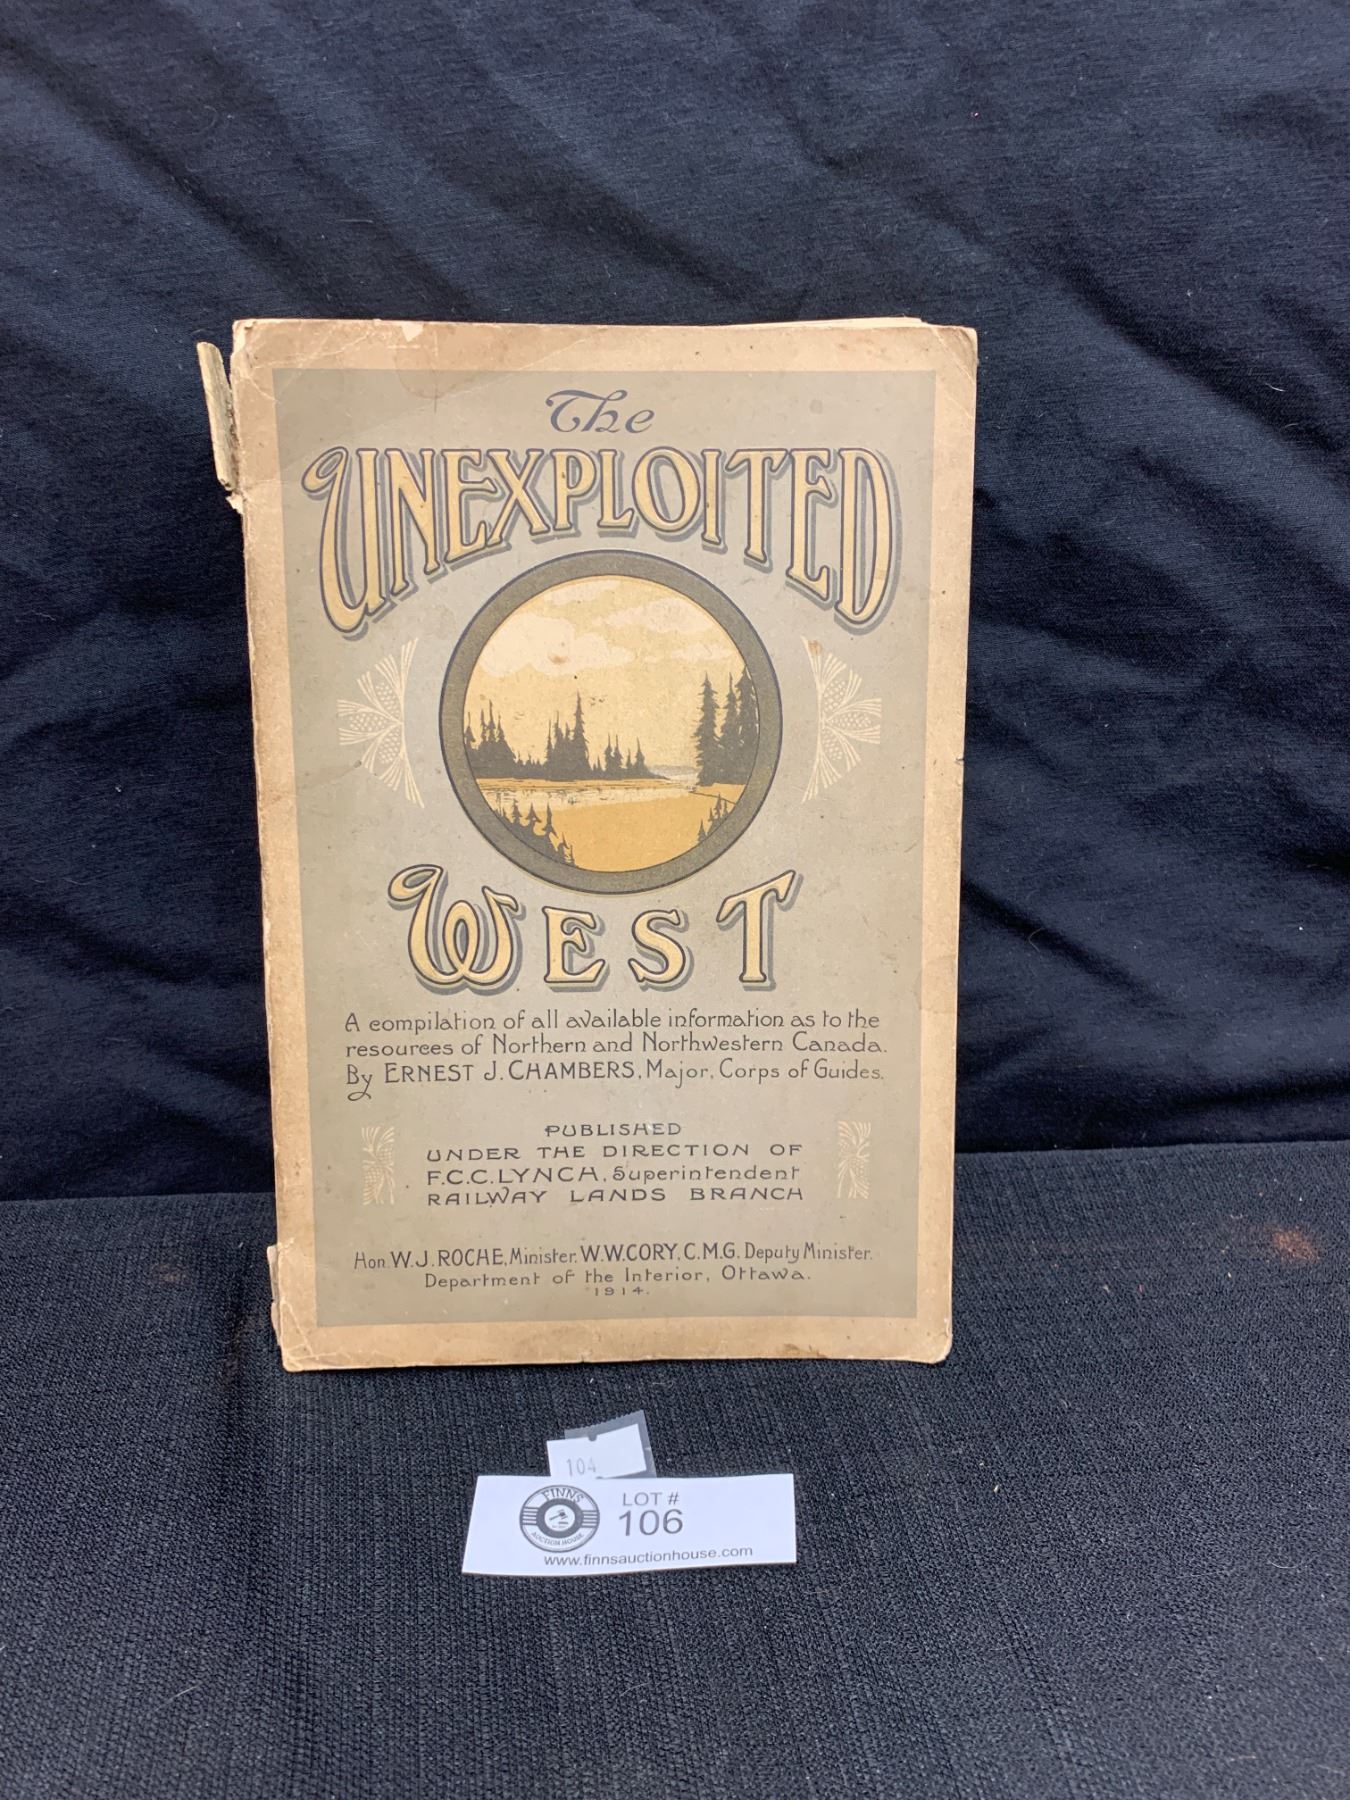 The
UNEXPLOITED
WEST
A compilation of all available information as to the
resources of Northern and Northwestern Canada.
By ERNEST J. CHAMBERS, Major, Corps of Guides.
PUBLISHED
UNDER THE DIRECTION OF
F.C.C. LYNCH, Superintendent
RAILWAY LANDS BRANCH
Hon. W. J. ROCHE, Minister. W.W. CORY, C.M.G. Deputy Minister.
Department of the Interior, Ottawa.
1914.
104
FINNS
AUCTION HOUSE
LOT #
106
www.finnsauctionhouse.com